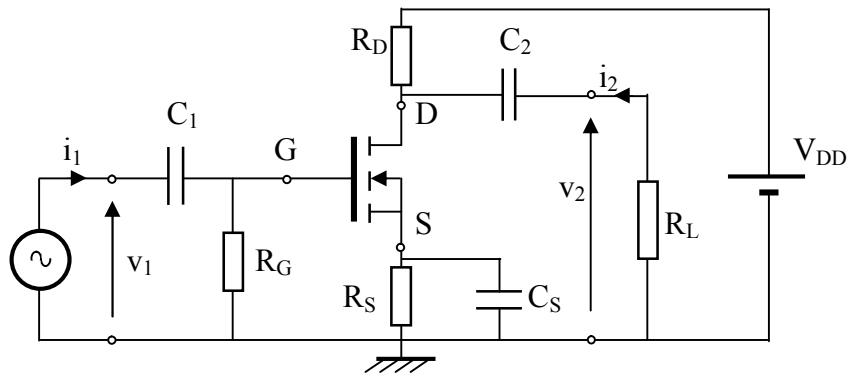 R_D
C_2
i_2
D
C_1
V_DD
i_1
G
v_2
S
R_L
v_1
R_G
R_S
C_S